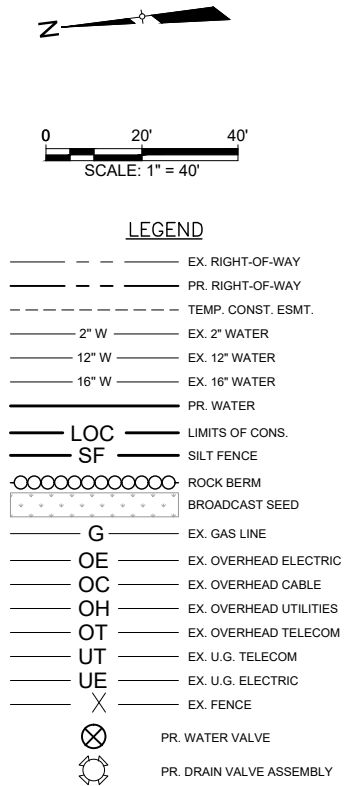 N
0 20' 40'
SCALE: 1" = 40'
LEGEND
EX. RIGHT-OF-WAY
PR. RIGHT-OF-WAY
TEMP. CONST. ESMT.
2" W EX. 2" WATER
12" W EX. 12" WATER
16" W EX. 16" WATER
PR. WATER
LOC LIMITS OF CONS.
SF SILT FENCE
ROCK BERM
BROADCAST SEED
G EX. GAS LINE
OE EX. OVERHEAD ELECTRIC
OC EX. OVERHEAD CABLE
OH EX. OVERHEAD UTILITIES
OT EX. OVERHEAD TELECOM
UT EX. U.G. TELECOM
UE EX. U.G. ELECTRIC
X EX. FENCE
PR. WATER VALVE
PR. DRAIN VALVE ASSEMBLY